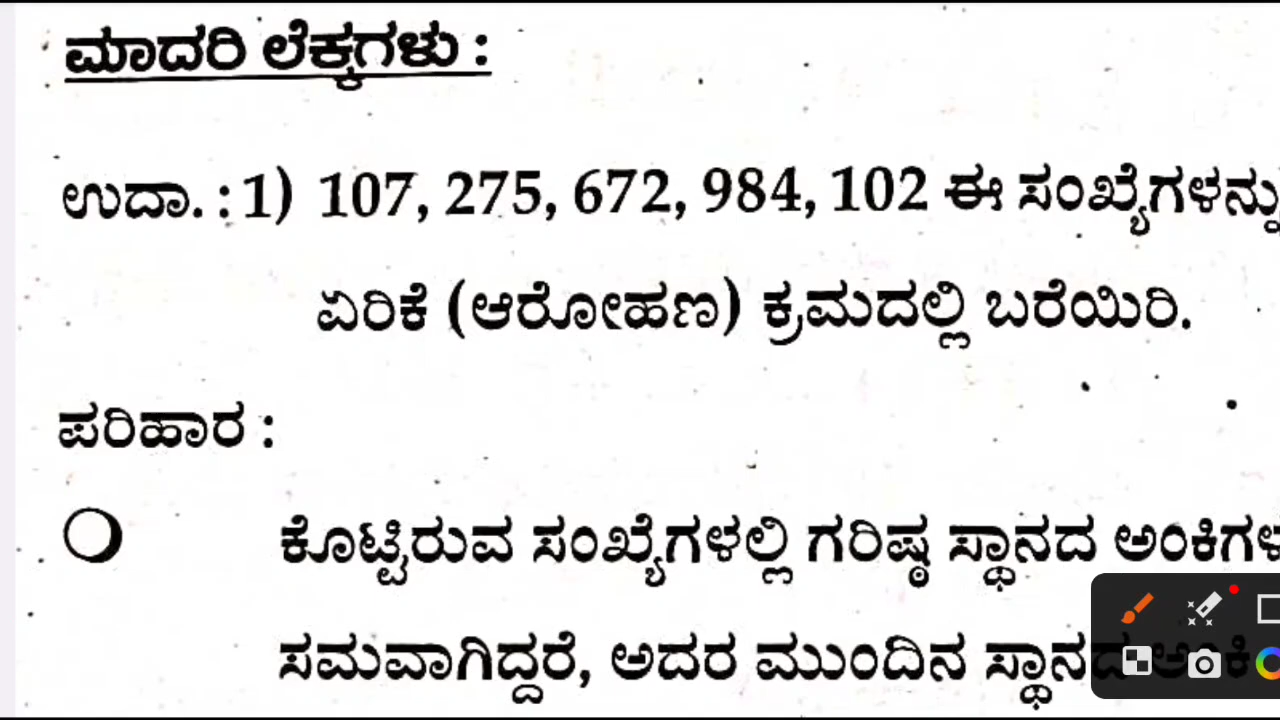 ಮಾದರಿ ಲೆಕ್ಕಗಳು :
ಉದಾ. : 1) 107, 275, 672, 984, 102 ಈ ಸಂಖ್ಯೆಗಳನ್ನು
ಏರಿಕೆ (ಆರೋಹಣ) ಕ್ರಮದಲ್ಲಿ ಬರೆಯಿರಿ.
ಪರಿಹಾರ :
ಕೊಟ್ಟಿರುವ ಸಂಖ್ಯೆಗಳಲ್ಲಿ ಗರಿಷ್ಠ ಸ್ಥಾನದ ಅಂಕಿಗಳ
ಸಮವಾಗಿದ್ದರೆ, ಅದರ ಮುಂದಿನ ಸ್ಥಾನದ ಅಂಕಿ